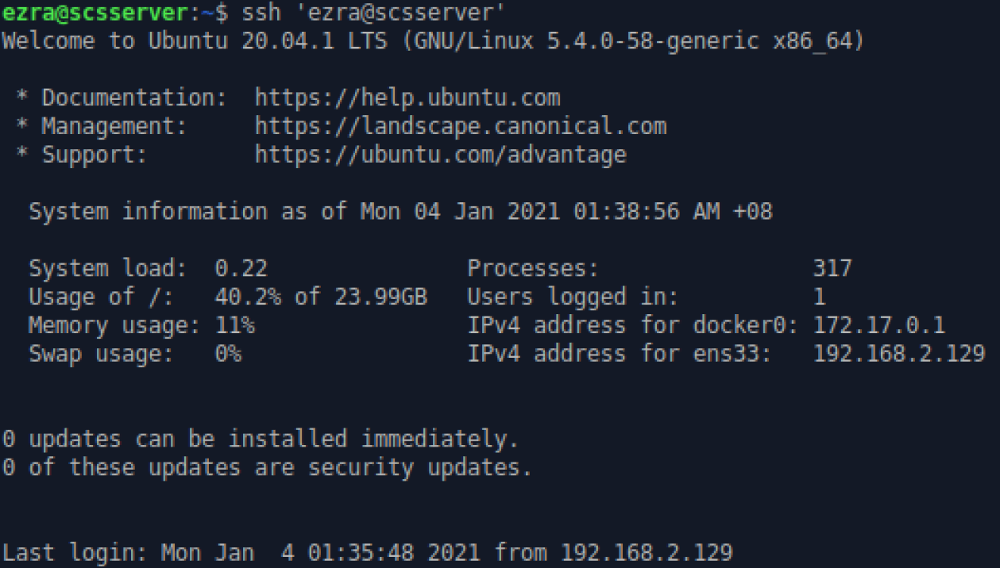 ezra@scsserver:~$ ssh 'ezra@scsserver'
Welcome to Ubuntu 20.04.1 LTS (GNU/Linux 5.4.0-58-generic x86_64)
* Documentation:  https://help.ubuntu.com
* Management:     https://landscape.canonical.com
* Support:        https://ubuntu.com/advantage
System information as of Mon 04 Jan 2021 01:38:56 AM +08
System load:  0.22               Processes:                317
Usage of /:   40.2% of 23.99GB   Users logged in:          1
Memory usage: 11%                IPv4 address for docker0: 172.17.0.1
Swap usage:   0%                 IPv4 address for ens33:   192.168.2.129
0 updates can be installed immediately.
0 of these updates are security updates.
Last login: Mon Jan  4 01:35:48 2021 from 192.168.2.129